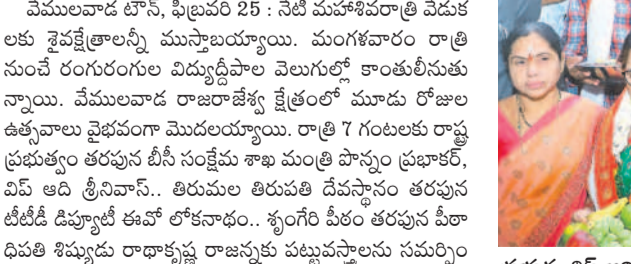 వేములవాడ టౌన్, ఫిబ్రవరి 25 : నేటి మహాశివరాత్రి వేడుక
లకు శైవక్షేత్రాలన్నీ ముస్తాబయ్యాయి. మంగళవారం రాత్రి
నుంచే రంగురంగుల విద్యుద్దీపాల వెలుగుల్లో కాంతులీనుతు
న్నాయి. వేములవాడ రాజరాజేశ్వ క్షేత్రంలో మూడు రోజుల
ఉత్సవాలు వైభవంగా మొదలయ్యాయి. రాత్రి 7 గంటలకు రాష్ట్ర
ప్రభుత్వం తరపున బీసీ సంక్షేమ శాఖ మంత్రి పొన్నం ప్రభాకర్,
విప్ ఆది శ్రీనివాస్.. తిరుమల తిరుపతి దేవస్థానం తరపున
టీటీడీ డిప్యూటీ ఈవో లోకనాథం.. శృంగేరి పీఠం తరపున పీఠా
ధిపతి శిష్యుడు రాధాకృష్ణ రాజన్నకు పట్టువస్త్రాలను సమర్పిం